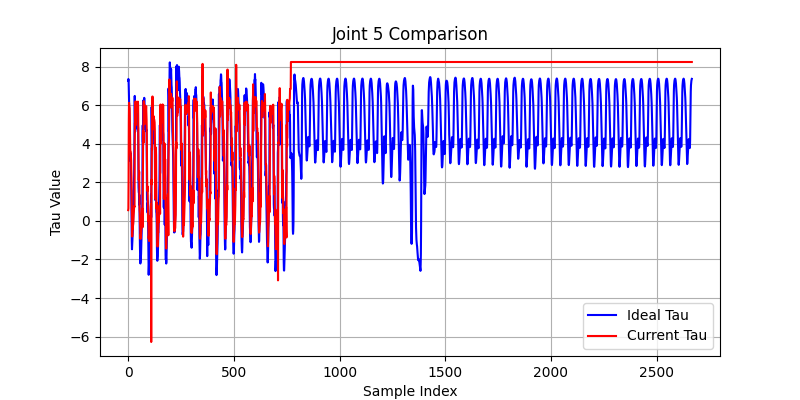 Joint 5 Comparison
Tau Value
8
6
4
2
0
−2
−4
−6
0 500 1000 1500 2000 2500
Sample Index
Ideal Tau
Current Tau